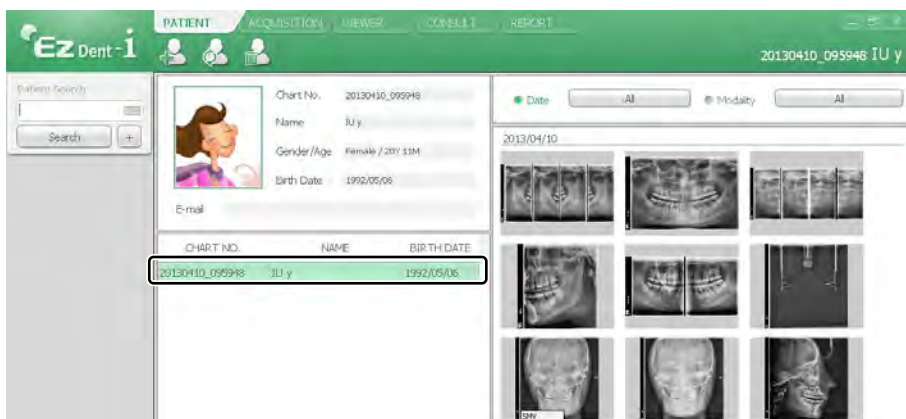 Ez Dent-i
PATIENT ACQUISITION VIEWER CONSULT REPORT
20130410_095948 IU y
Patient Search
Search +
Chart No. 20130410_095948
Name IU y
Gender/Age Female / 20Y 11M
Birth Date 1992/05/06
E-mail
CHART NO. NAME BIRTH DATE
20130410_095948 IU y 1992/05/06
Date All Modality All
2013/04/10
SMV